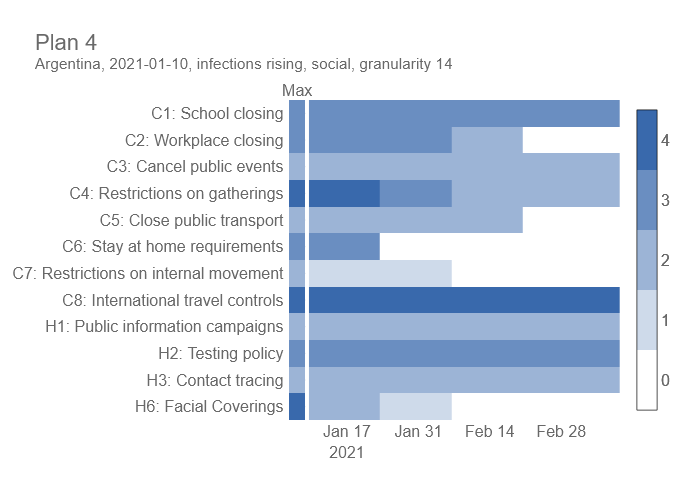 Plan 4
Argentina, 2021-01-10, infections rising, social, granularity 14
Max
C1: School closing
C2: Workplace closing
C3: Cancel public events
C4: Restrictions on gatherings
C5: Close public transport
C6: Stay at home requirements
C7: Restrictions on internal movement
C8: International travel controls
H1: Public information campaigns
H2: Testing policy
H3: Contact tracing
H6: Facial Coverings
Jan 17 Jan 31 Feb 14 Feb 28
2021
4
3
2
1
0